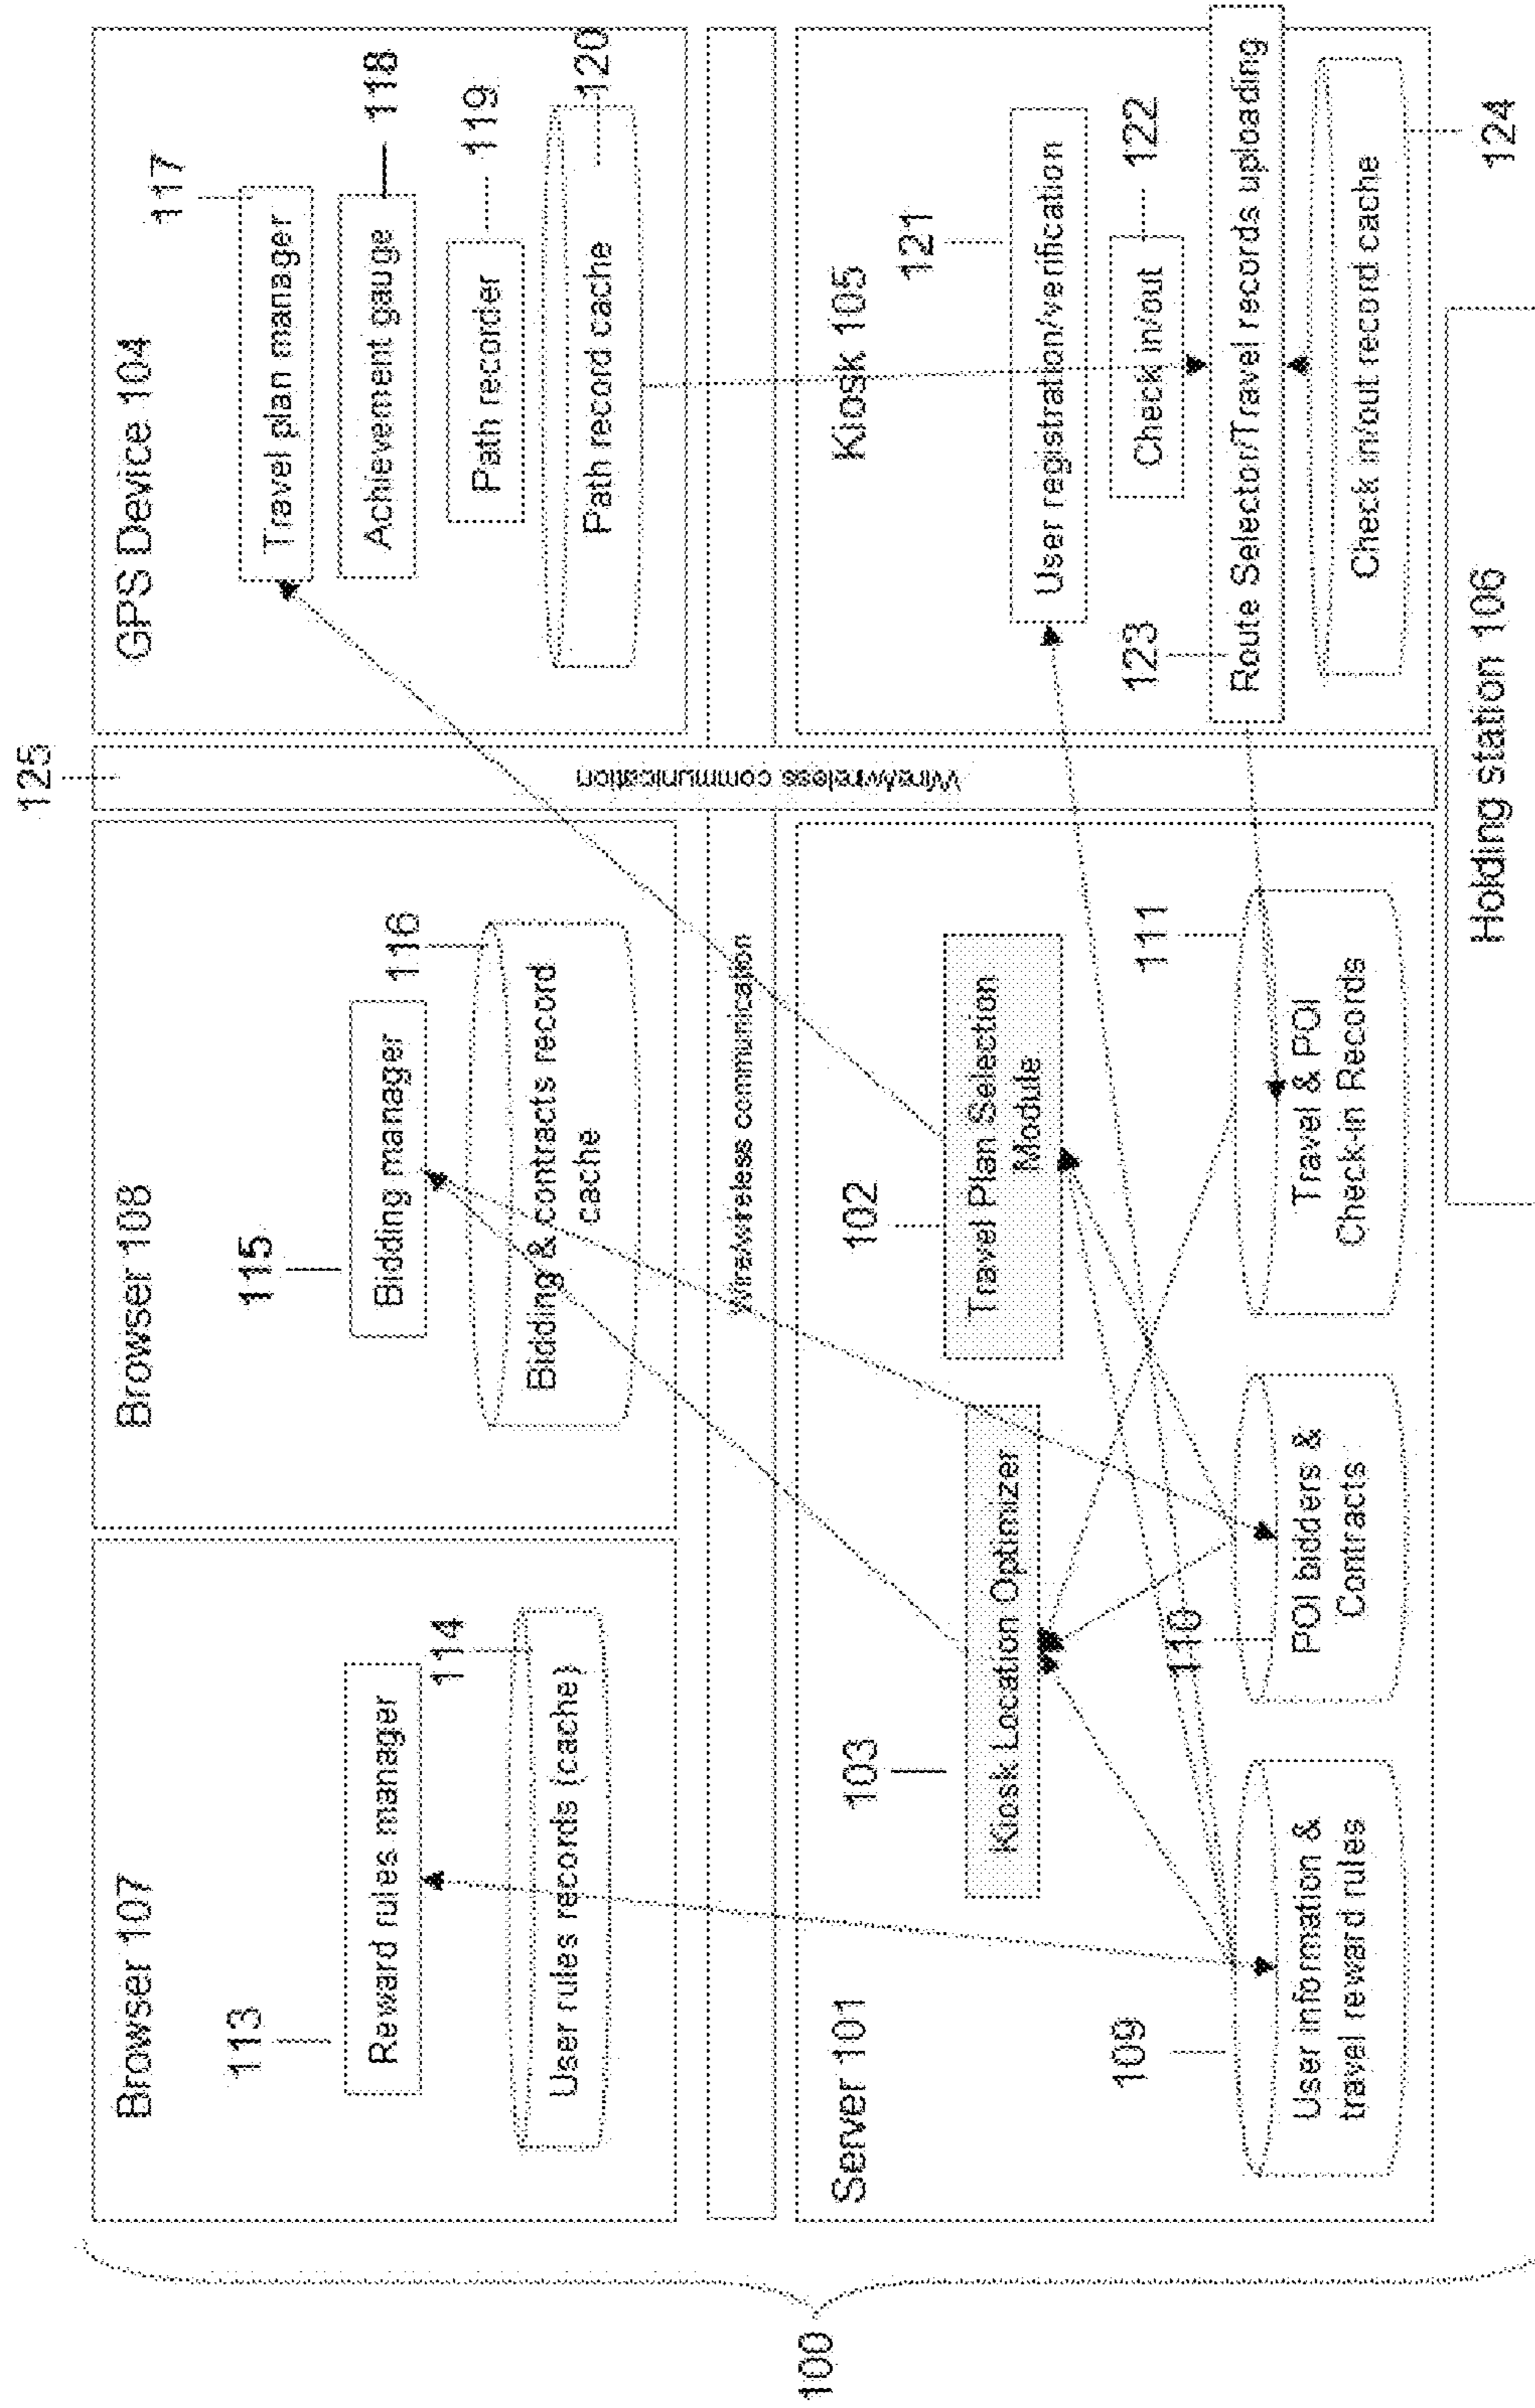 100
125
Browser 107
113
Reward rules manager
114
User rules records (cache)
Browser 108
115
Bidding manager
116
Bidding & contracts record
cache
GPS Device 104
117
Travel plan manager
Achievement gauge
118
Path recorder
119
Path record cache
120
Wire/wireless communication
Wire/wireless communication
Server 101
103
Kiosk Location Optimizer
102
Travel Plan Selection
Module
109
User information &
travel reward rules
110
POI bidders &
Contracts
111
Travel & POI
Check-in Records
Kiosk 105
121
User registration/verification
Check in/out
122
123
Route Selector/Travel records uploading
Check in/out record cache
124
Holding station 106